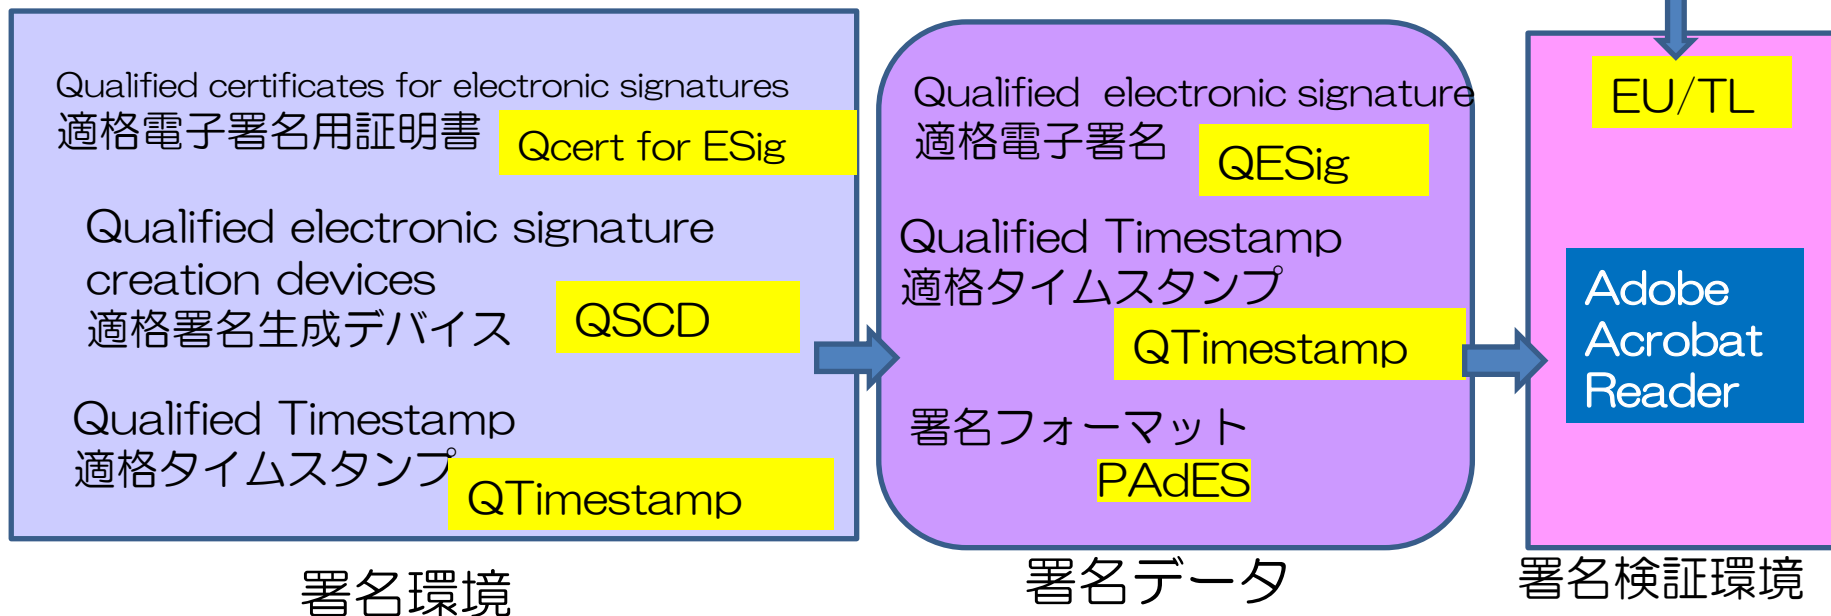 Qualified certificates for electronic signatures
適格電子署名用証明書
Qcert for ESig
Qualified electronic signature
creation devices
適格署名生成デバイス
QSCD
Qualified Timestamp
適格タイムスタンプ
QTimestamp
署名環境
Qualified electronic signature
適格電子署名
QESig
Qualified Timestamp
適格タイムスタンプ
QTimestamp
署名フォーマット
PAdES
署名データ
EU/TL
Adobe
Acrobat
Reader
署名検証環境